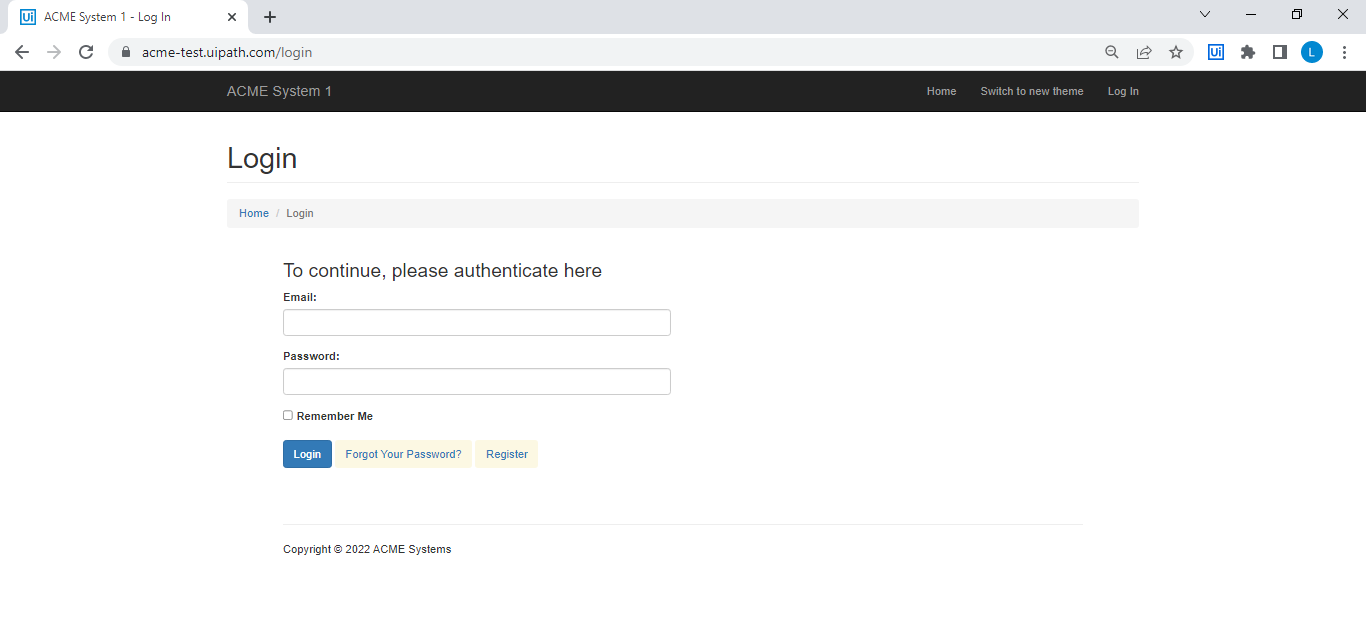 Ui ACME System 1 - Log In
acme-test.uipath.com/login
Ui
L
ACME System 1 Home Switch to new theme Log In
Login
Home / Login
To continue, please authenticate here
Email:
Password:
Remember Me
Login Forgot Your Password? Register
Copyright © 2022 ACME Systems